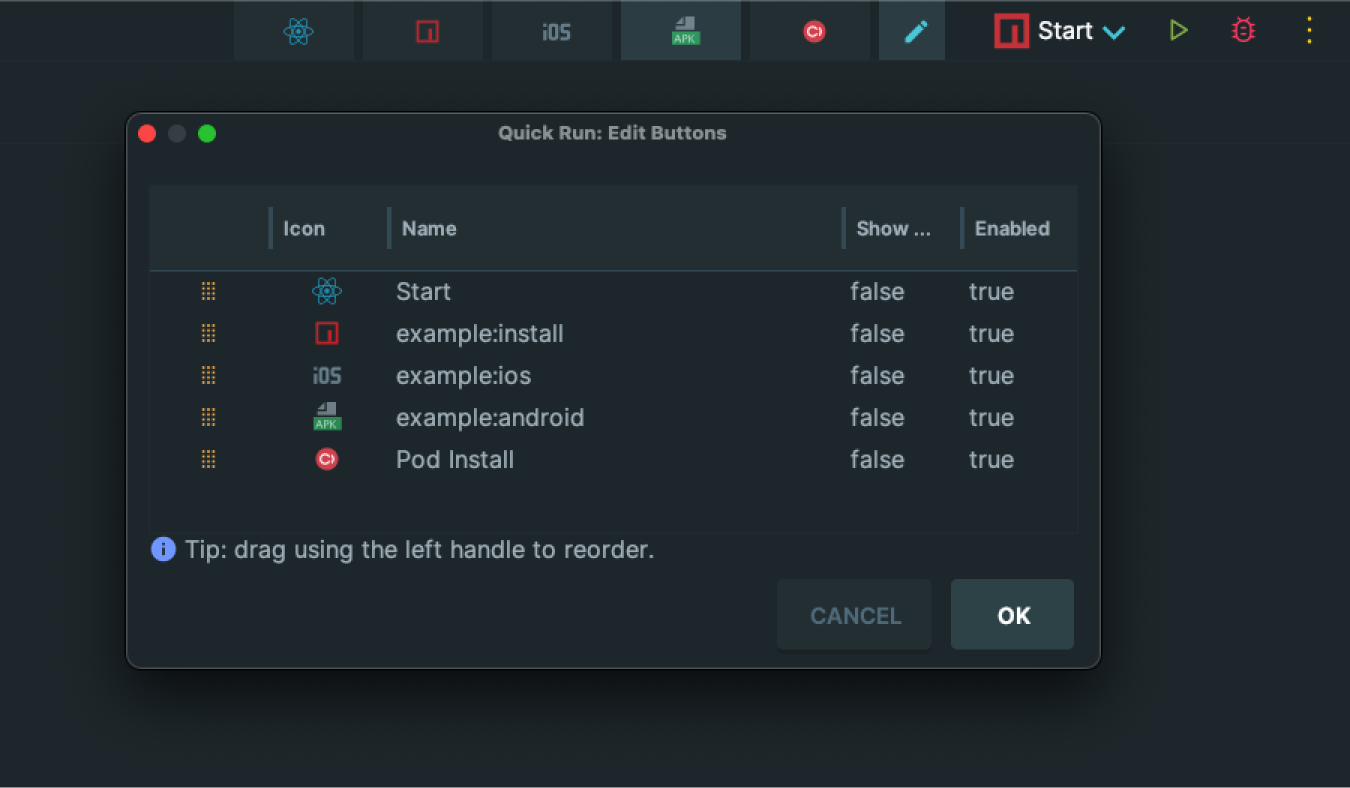 iOS APK Start
Quick Run: Edit Buttons
Icon Name Show ... Enabled
Start false true
example:install false true
iOS example:ios false true
APK example:android false true
Pod Install false true
Tip: drag using the left handle to reorder.
CANCEL OK